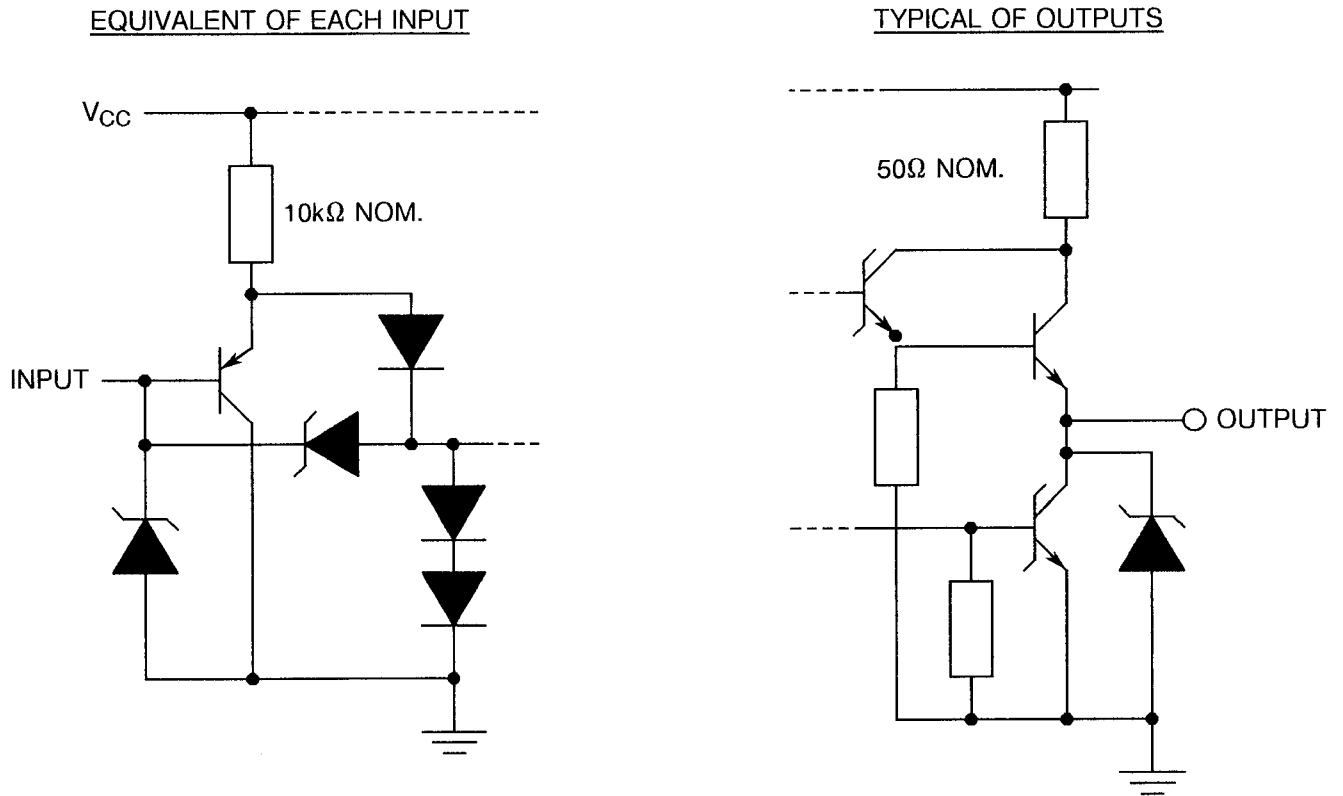 EQUIVALENT OF EACH INPUT
TYPICAL OF OUTPUTS
VCC
10kΩ NOM.
50Ω NOM.
INPUT
OUTPUT